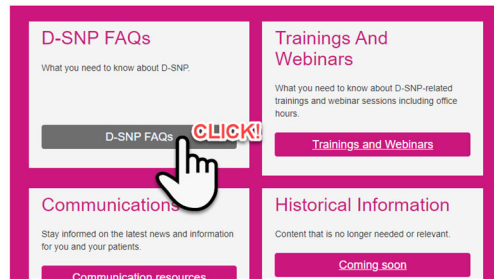 D-SNP FAQs
What you need to know about D-SNP.
D-SNP FAQs
CLICK!
Trainings And
Webinars
What you need to know about D-SNP-related
trainings and webinar sessions including office
hours.
Trainings and Webinars
Communications
Stay informed on the latest news and information
for you and your patients.
Communication resources
Historical Information
Content that is no longer needed or relevant.
Coming soon